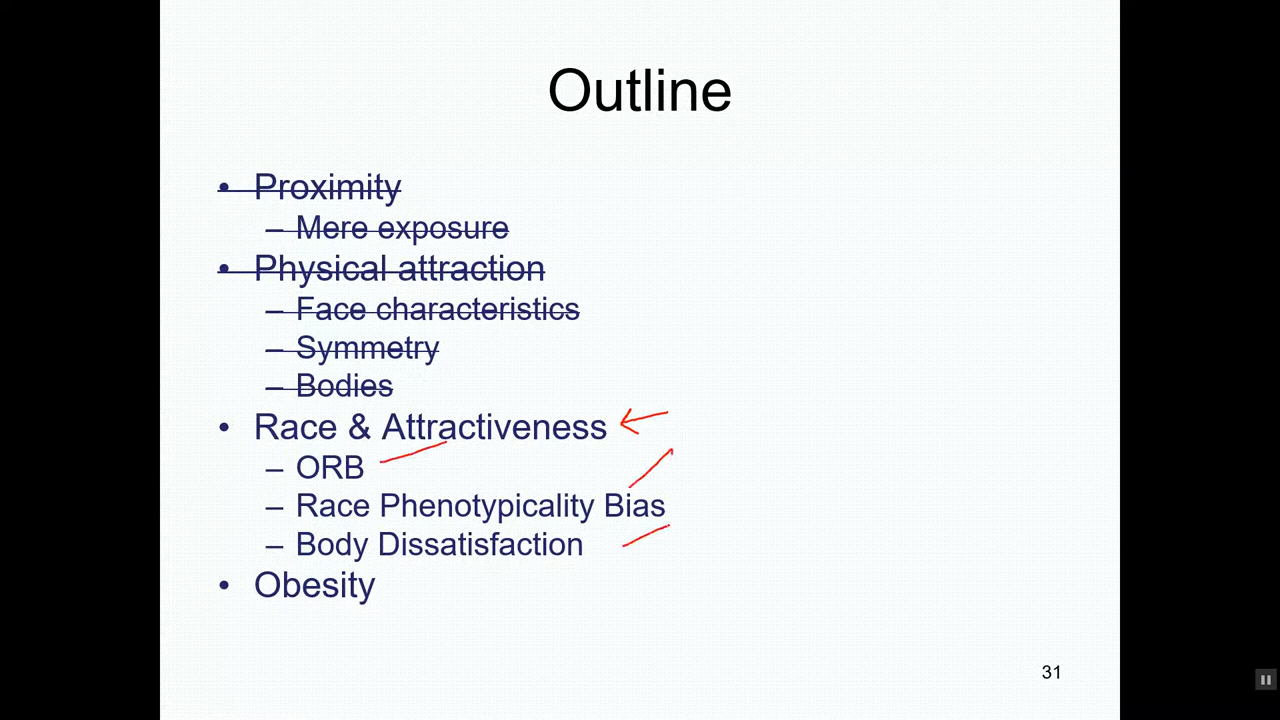 Outline
• Proximity
– Mere exposure
• Physical attraction
– Face characteristics
– Symmetry
– Bodies
• Race & Attractiveness
– ORB
– Race Phenotypicality Bias
– Body Dissatisfaction
• Obesity
31